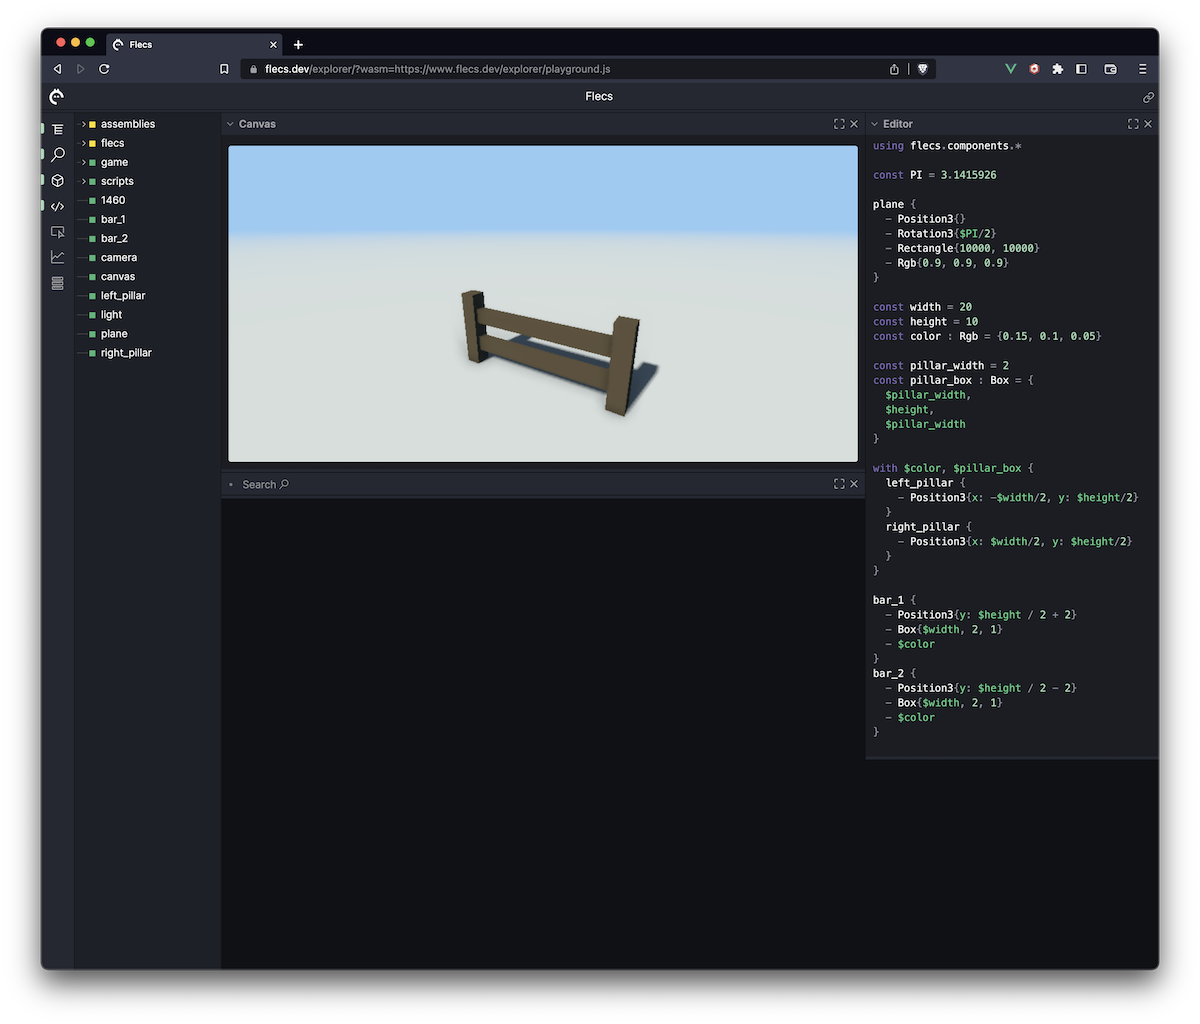 Flecs
flecs.dev/explorer/?wasm=https://www.flecs.dev/explorer/playground.js
Flecs
assemblies
flecs
game
scripts
1460
bar_1
bar_2
camera
canvas
left_pillar
light
plane
right_pillar
Canvas
Search
Editor
using flecs.components.*
const PI = 3.1415926
plane {
- Position3{}
- Rotation3{$PI/2}
- Rectangle{10000, 10000}
- Rgb{0.9, 0.9, 0.9}
}
const width = 20
const height = 10
const color : Rgb = {0.15, 0.1, 0.05}
const pillar_width = 2
const pillar_box : Box = {
$pillar_width,
$height,
$pillar_width
}
with $color, $pillar_box {
left_pillar {
- Position3{x: -$width/2, y: $height/2}
}
right_pillar {
- Position3{x: $width/2, y: $height/2}
}
}
bar_1 {
- Position3{y: $height / 2 + 2}
- Box{$width, 2, 1}
- $color
}
bar_2 {
- Position3{y: $height / 2 - 2}
- Box{$width, 2, 1}
- $color
}